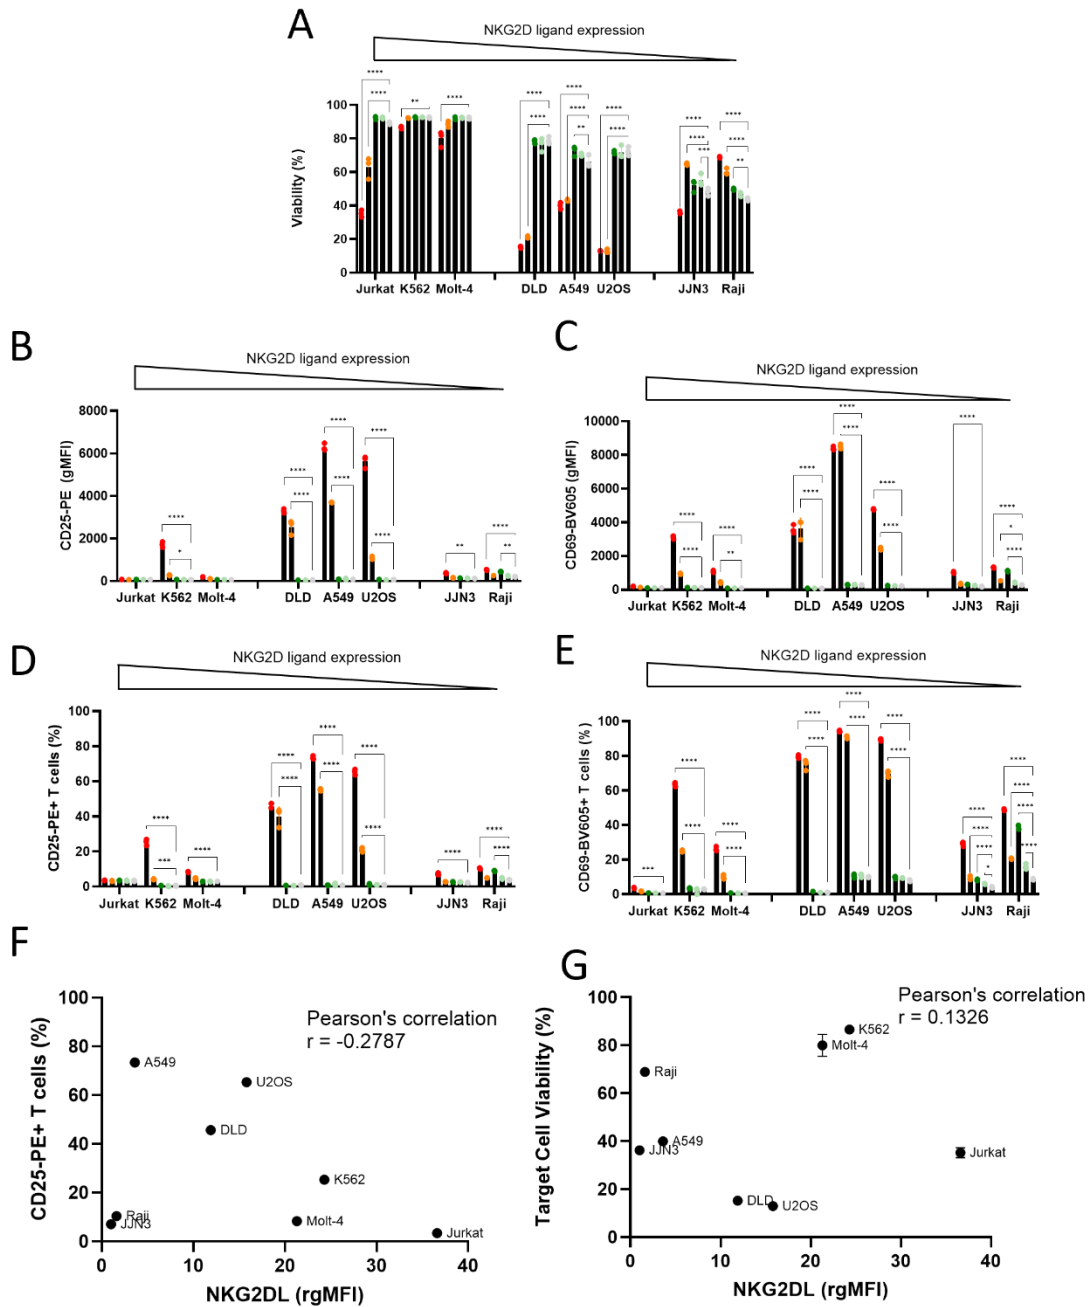 A
NKG2D ligand expression
**** **** ** **** **** **** **** **** ** **** **** **** **** *** **** **** **
Viability (%)
100
80
60
40
20
0
Jurkat K562 Molt-4 DLD A549 U2OS JJN3 Raji
B
NKG2D ligand expression
CD25-PE (gMFI)
8000
6000
4000
2000
0
**** * **** **** **** **** **** **** ** **** **
Jurkat K562 Molt-4 DLD A549 U2OS JJN3 Raji
C
NKG2D ligand expression
CD69-BV605 (gMFI)
10000
8000
6000
4000
2000
0
**** **** **** ** **** **** **** **** **** **** **** **** * ****
Jurkat K562 Molt-4 DLD A549 U2OS JJN3 Raji
D
NKG2D ligand expression
CD25-PE+ T cells (%)
100
80
60
40
20
0
**** *** **** **** **** **** **** **** **** **** **** ****
Jurkat K562 Molt-4 DLD A549 U2OS JJN3 Raji
E
NKG2D ligand expression
CD69-BV605+ T cells (%)
100
80
60
40
20
0
*** **** **** **** **** **** **** **** **** **** **** **** **** **** * **** **** **** ****
Jurkat K562 Molt-4 DLD A549 U2OS JJN3 Raji
F
CD25-PE+ T cells (%)
100
80
60
40
20
0
Pearson's correlation
r = -0.2787
A549
U2OS
DLD
K562
Raji
JJN3
Molt-4
Jurkat
0 10 20 30 40
NKG2DL (rgMFI)
G
Target Cell Viability (%)
100
80
60
40
20
0
Pearson's correlation
r = 0.1326
K562
Molt-4
Raji
A549
JJN3
Jurkat
DLD
U2OS
0 10 20 30 40
NKG2DL (rgMFI)